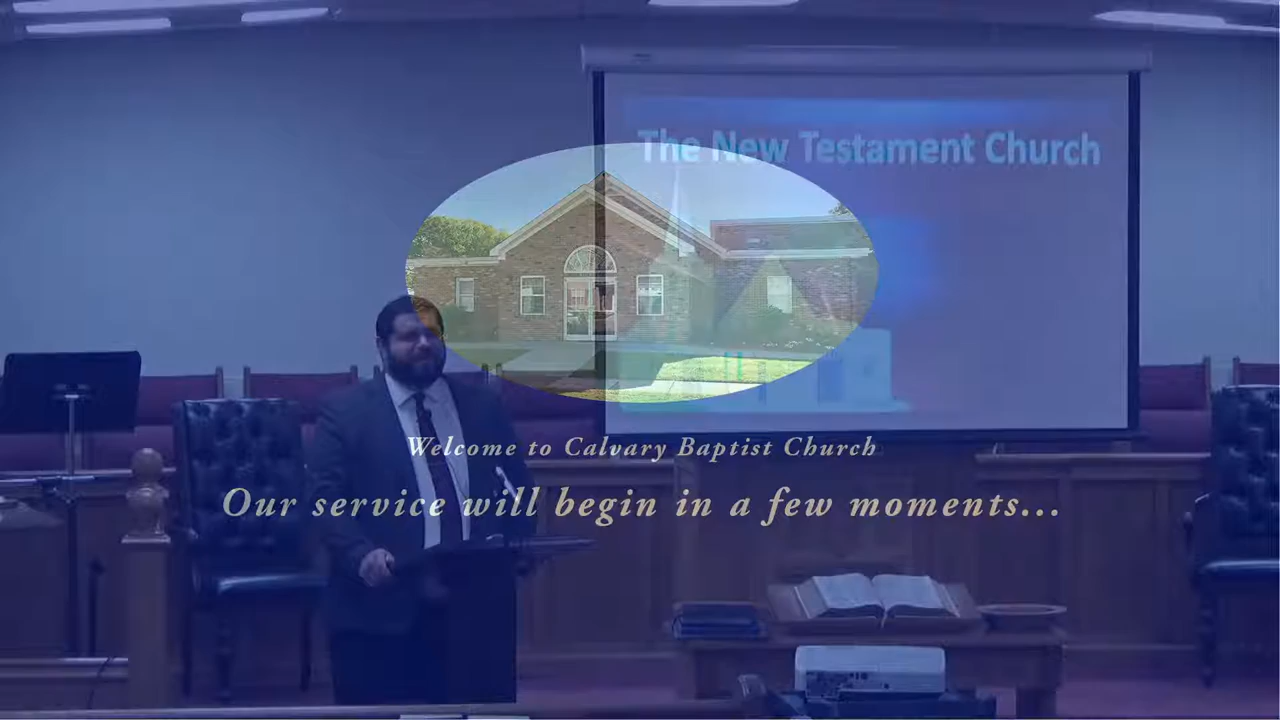 The New Testament Church
Welcome to Calvary Baptist Church
Our service will begin in a few moments...